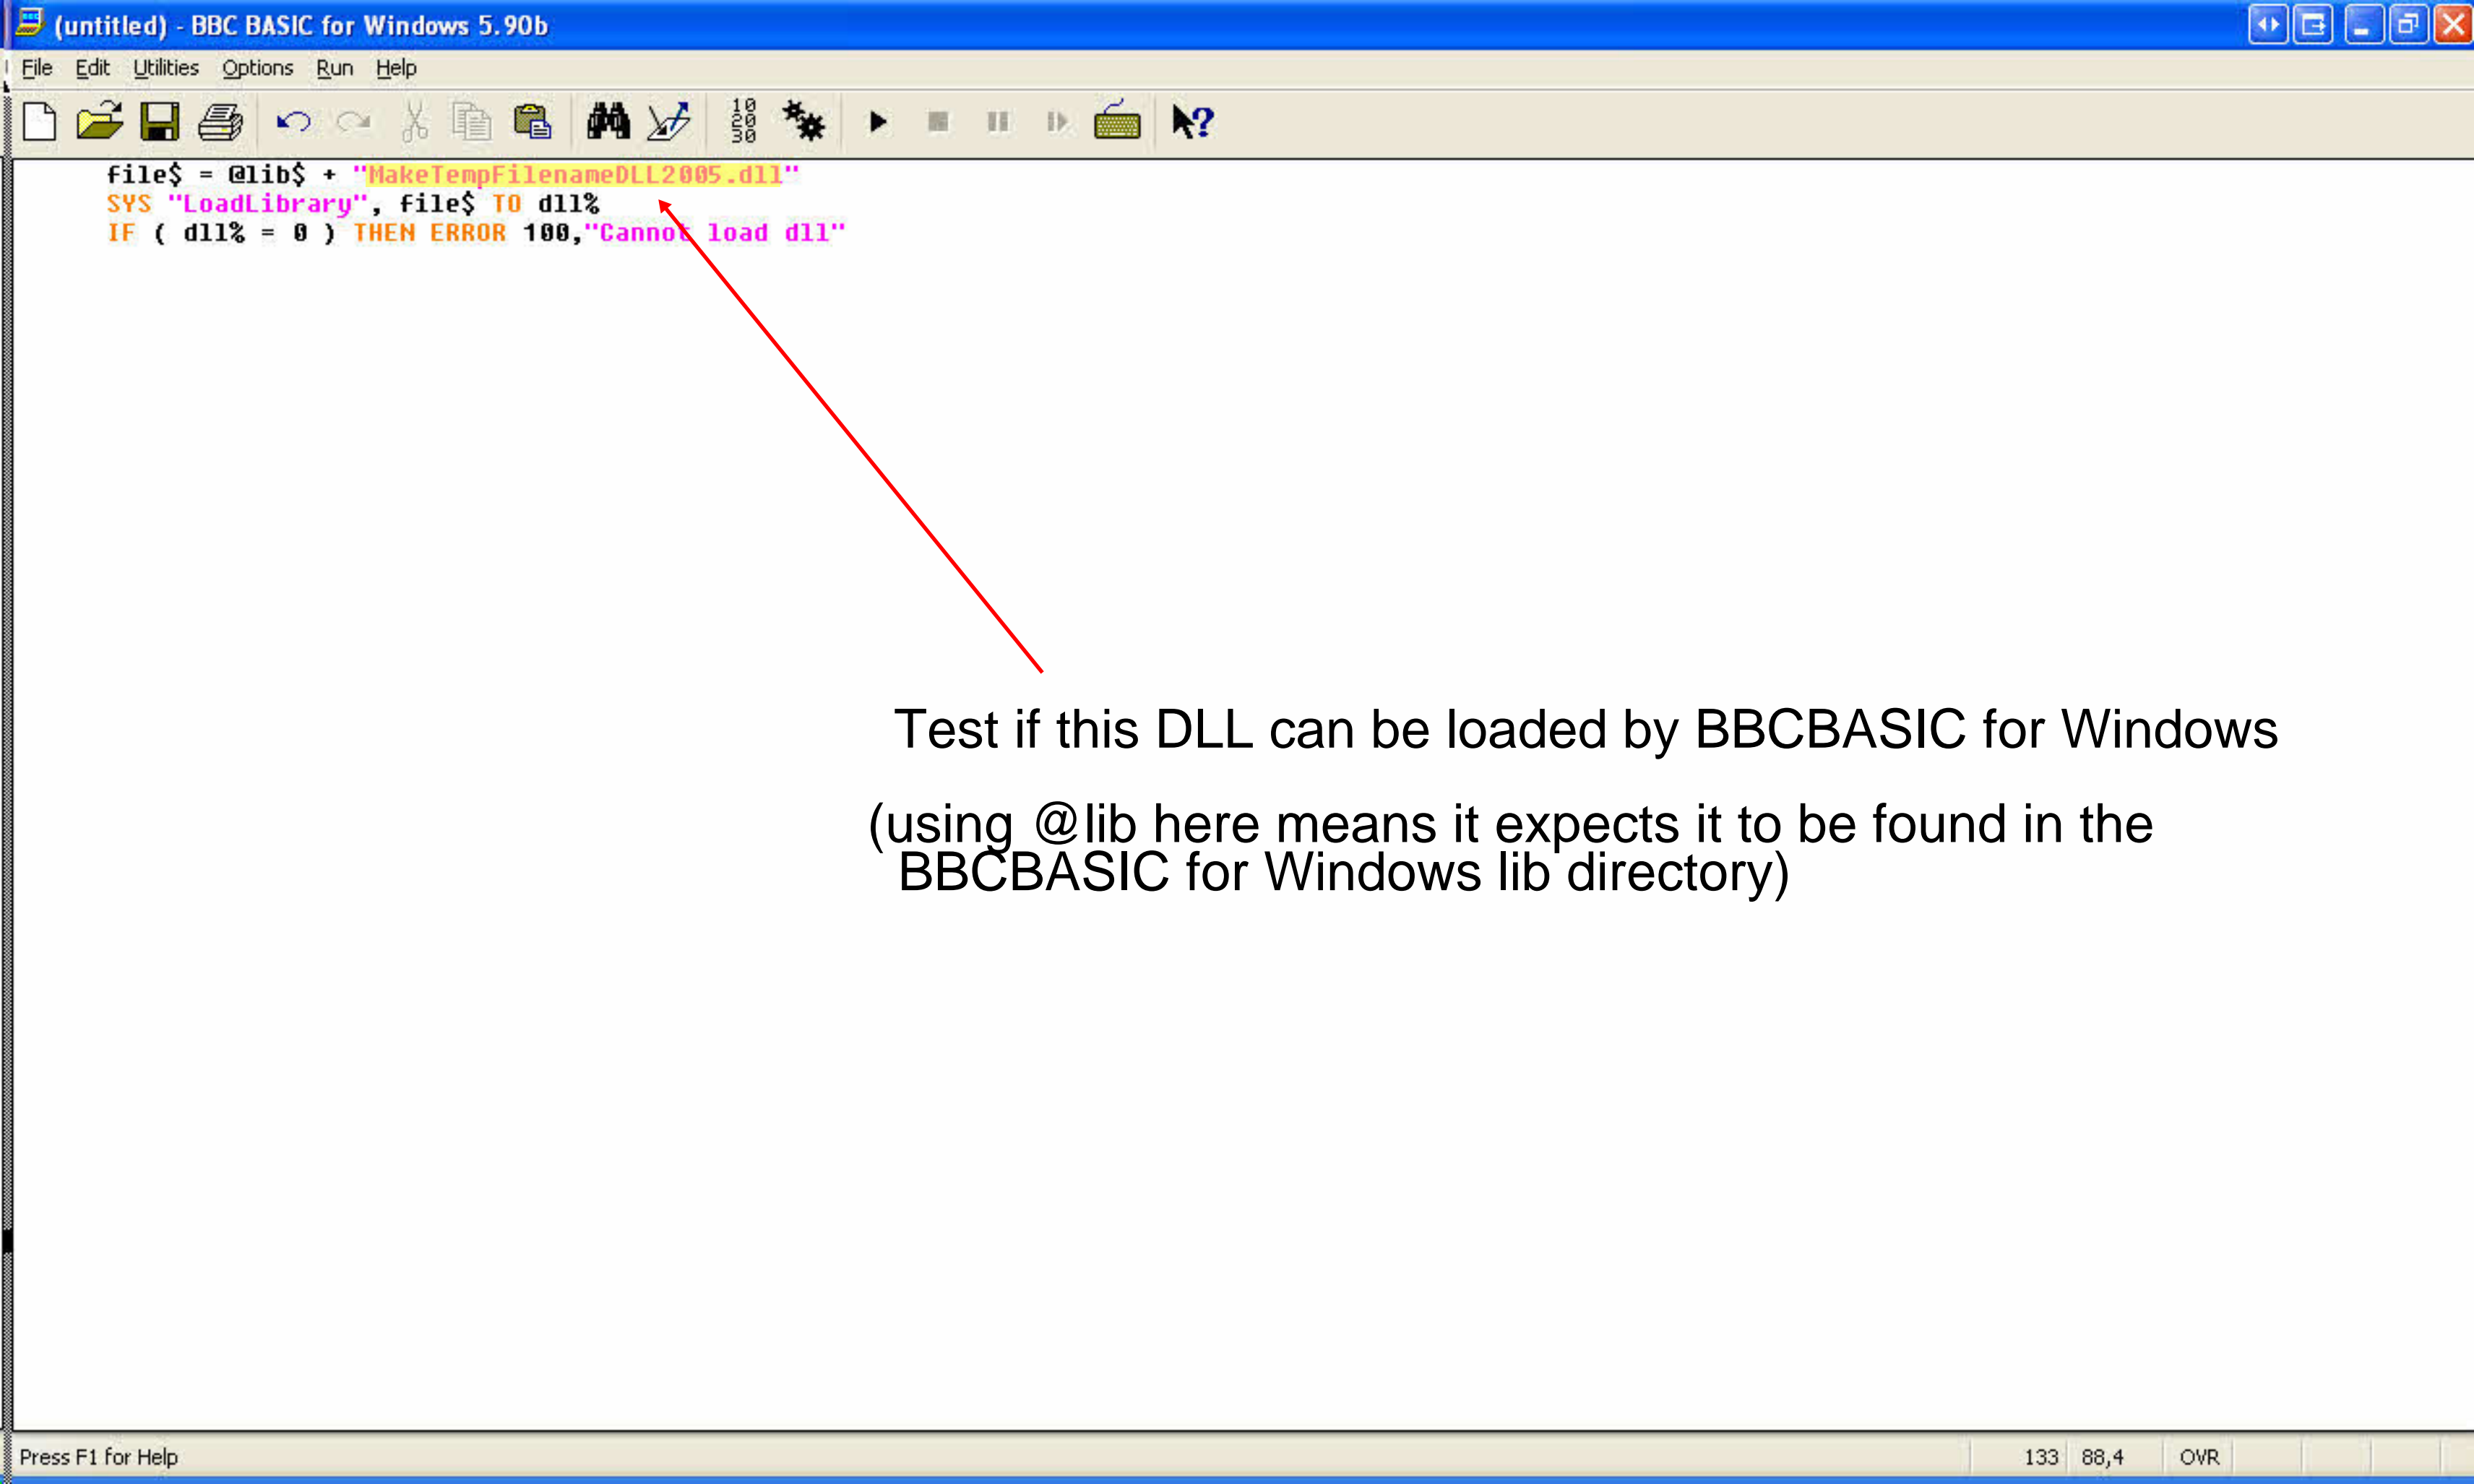 (untitled) - BBC BASIC for Windows 5.90b
File Edit Utilities Options Run Help
10
20
30
file$ = @lib$ + "MakeTempFilenameDLL2005.dll"
SYS "LoadLibrary", file$ TO dll%
IF ( dll% = 0 ) THEN ERROR 100,"Cannot load dll"
Test if this DLL can be loaded by BBCBASIC for Windows
(using @lib here means it expects it to be found in the
BBCBASIC for Windows lib directory)
Press F1 for Help 133 88,4 OVR